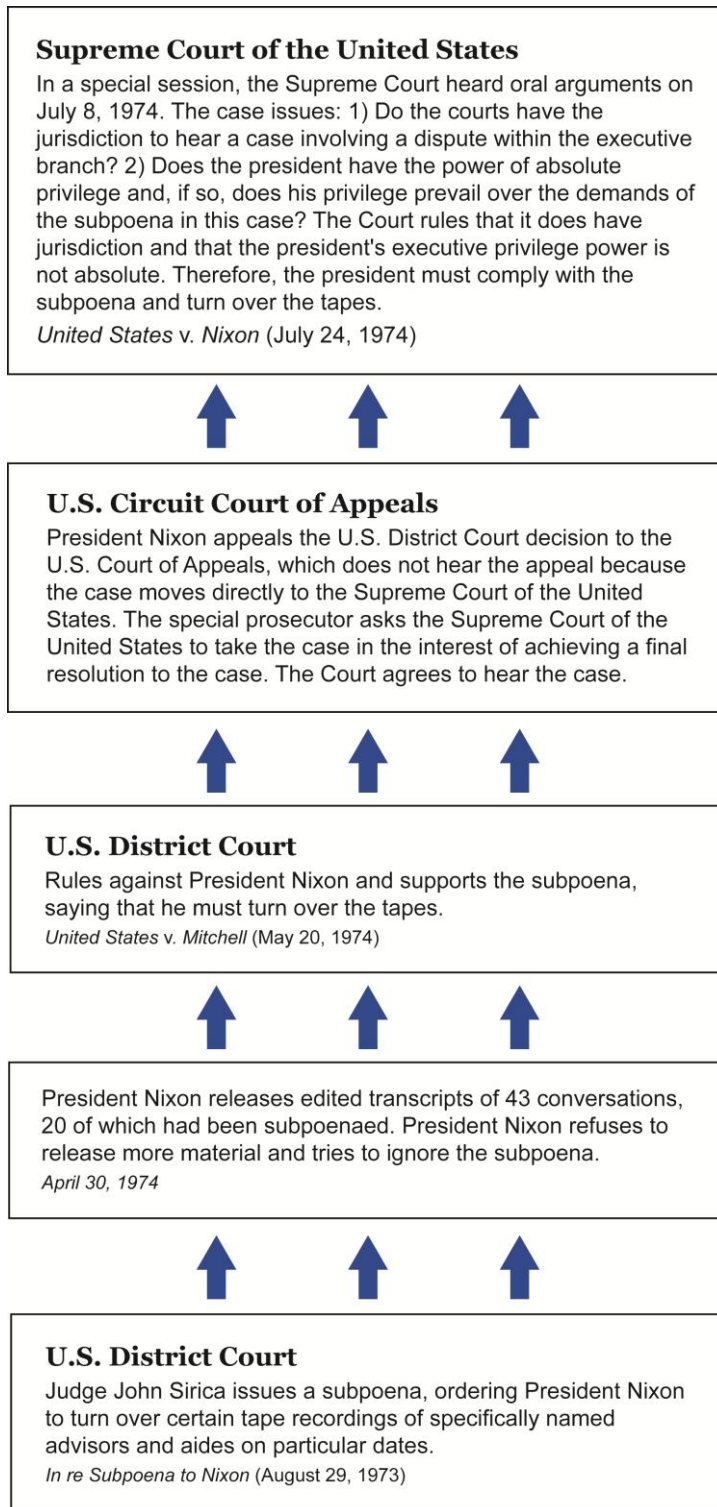 Supreme Court of the United States
In a special session, the Supreme Court heard oral arguments on
July 8, 1974. The case issues: 1) Do the courts have the
jurisdiction to hear a case involving a dispute within the executive
branch? 2) Does the president have the power of absolute
privilege and, if so, does his privilege prevail over the demands of
the subpoena in this case? The Court rules that it does have
jurisdiction and that the president's executive privilege power is
not absolute. Therefore, the president must comply with the
subpoena and turn over the tapes.
United States v. Nixon (July 24, 1974)
U.S. Circuit Court of Appeals
President Nixon appeals the U.S. District Court decision to the
U.S. Court of Appeals, which does not hear the appeal because
the case moves directly to the Supreme Court of the United
States. The special prosecutor asks the Supreme Court of the
United States to take the case in the interest of achieving a final
resolution to the case. The Court agrees to hear the case.
U.S. District Court
Rules against President Nixon and supports the subpoena,
saying that he must turn over the tapes.
United States v. Mitchell (May 20, 1974)
President Nixon releases edited transcripts of 43 conversations,
20 of which had been subpoenaed. President Nixon refuses to
release more material and tries to ignore the subpoena.
April 30, 1974
U.S. District Court
Judge John Sirica issues a subpoena, ordering President Nixon
to turn over certain tape recordings of specifically named
advisors and aides on particular dates.
In re Subpoena to Nixon (August 29, 1973)